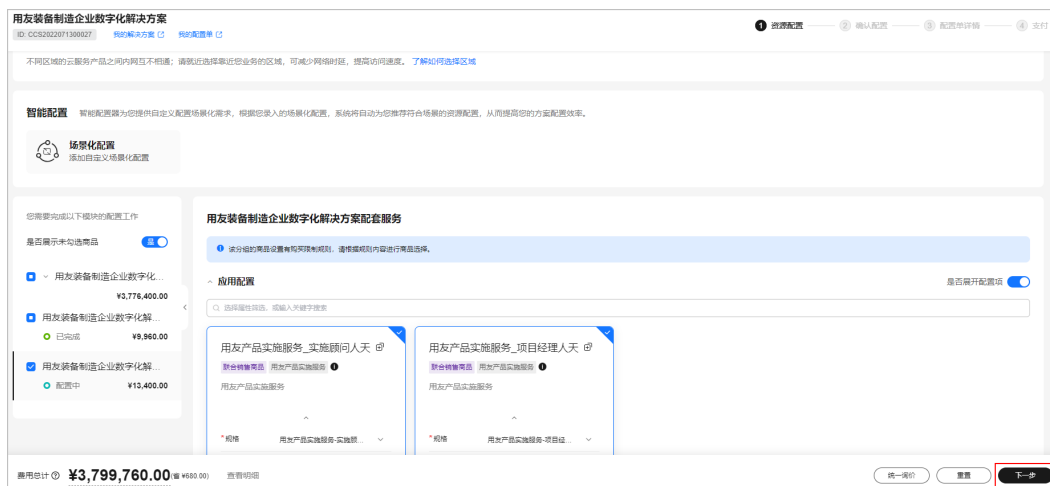 用友装备制造企业数字化解决方案
ID: CCS2022071300027 我的解决方案 我的配置单
1 资源配置 2 确认配置 3 配置单详情 4 支付
不同区域的云服务产品之间内网互不相通；请就近选择靠近您业务的区域，可减少网络时延，提高访问速度。 了解如何选择区域
智能配置 智能配置器为您提供自定义配置场景化需求，根据您录入的场景化配置，系统将自动为您推荐符合场景的资源配置，从而提高您的方案配置效率。
场景化配置
添加自定义场景化配置
您需要完成以下模块的配置工作
是否展示未勾选商品 是
用友装备制造企业数字化...
¥3,776,400.00
用友装备制造企业数字化解...
已完成 ¥9,960.00
用友装备制造企业数字化解...
配置中 ¥13,400.00
用友装备制造企业数字化解决方案配套服务
该分组的商品设置有购买限制规则，请根据规则内容进行商品选择。
应用配置 是否展开配置项
选择属性筛选，或输入关键字搜索
用友产品实施服务_实施顾问人天
联合销售商品 用友产品实施服务
用友产品实施服务
*规格 用友产品实施服务-实施顾...
用友产品实施服务_项目经理人天
联合销售商品 用友产品实施服务
用友产品实施服务
*规格 用友产品实施服务-项目经...
费用总计 ¥3,799,760.00(省 ¥680.00) 查看明细
统一询价 重置 下一步